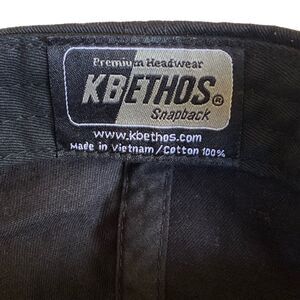 Premium Headwear
KBETHOS®
Snapback
www.kbethos.com
Made in Vietnam/Cotton 100%